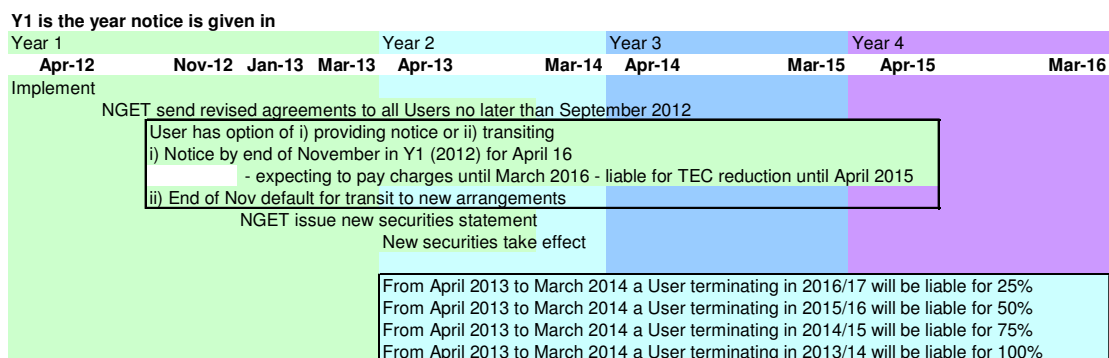 Y1 is the year notice is given in
Year 1 Year 2 Year 3 Year 4
Apr-12 Nov-12 Jan-13 Mar-13 Apr-13 Mar-14 Apr-14 Mar-15 Apr-15 Mar-16
Implement
NGET send revised agreements to all Users no later than September 2012
User has option of i) providing notice or ii) transiting
i) Notice by end of November in Y1 (2012) for April 16
- expecting to pay charges until March 2016 - liable for TEC reduction until April 2015
ii) End of Nov default for transit to new arrangements
NGET issue new securities statement
New securities take effect
From April 2013 to March 2014 a User terminating in 2016/17 will be liable for 25%
From April 2013 to March 2014 a User terminating in 2015/16 will be liable for 50%
From April 2013 to March 2014 a User terminating in 2014/15 will be liable for 75%
From April 2013 to March 2014 a User terminating in 2013/14 will be liable for 100%